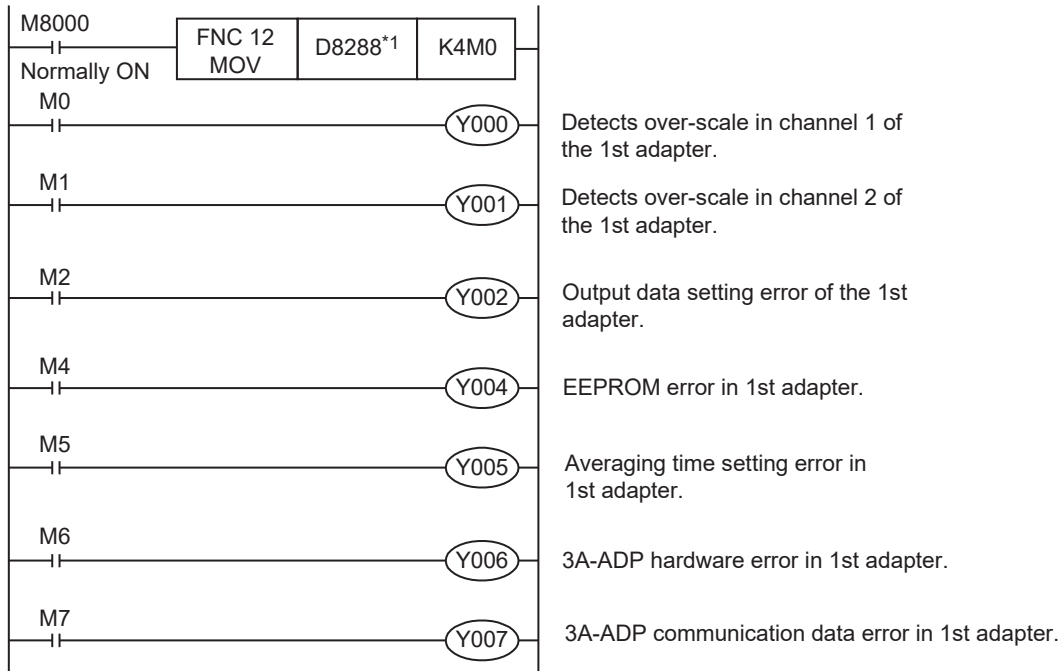 M8000
FNC 12 D8288*1 K4M0
MOV
Normally ON
M0
Y000 Detects over-scale in channel 1 of
the 1st adapter.
M1
Y001 Detects over-scale in channel 2 of
the 1st adapter.
M2
Y002 Output data setting error of the 1st
adapter.
M4
Y004 EEPROM error in 1st adapter.
M5
Y005 Averaging time setting error in
1st adapter.
M6
Y006 3A-ADP hardware error in 1st adapter.
M7
Y007 3A-ADP communication data error in 1st adapter.